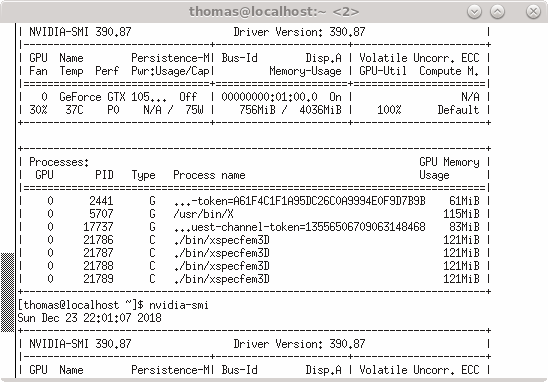 thomas@localhost:~ <2>
| NVIDIA-SMI 390.87                 Driver Version: 390.87                    |
|-------------------------------+----------------------+----------------------+
| GPU  Name        Persistence-M| Bus-Id        Disp.A | Volatile Uncorr. ECC |
| Fan  Temp  Perf  Pwr:Usage/Cap|         Memory-Usage | GPU-Util  Compute M. |
|===============================+======================+======================|
|   0  GeForce GTX 105...  Off  | 00000000:01:00.0  On |                  N/A |
| 30%   37C    P0    N/A /  75W |    756MiB /  4036MiB |    100%      Default |
+-------------------------------+----------------------+----------------------+
+-----------------------------------------------------------------------------+
| Processes:                                                       GPU Memory |
|  GPU       PID   Type   Process name                             Usage      |
|=============================================================================|
|    0      2441      G   ...-token=A61F4C1F1A95DC26C0A9994E0F9D7B9B    61MiB |
|    0      5707      G   /usr/bin/X                                   115MiB |
|    0     17737      G   ...uest-channel-token=13556506709063148468    83MiB |
|    0     21786      C   ./bin/xspecfem3D                             121MiB |
|    0     21787      C   ./bin/xspecfem3D                             121MiB |
|    0     21788      C   ./bin/xspecfem3D                             121MiB |
|    0     21789      C   ./bin/xspecfem3D                             121MiB |
+-----------------------------------------------------------------------------+
[thomas@localhost ~]$ nvidia-smi
Sun Dec 23 22:01:07 2018
+-----------------------------------------------------------------------------+
| NVIDIA-SMI 390.87                 Driver Version: 390.87                    |
|-------------------------------+----------------------+----------------------+
| GPU  Name        Persistence-M| Bus-Id        Disp.A | Volatile Uncorr. ECC |